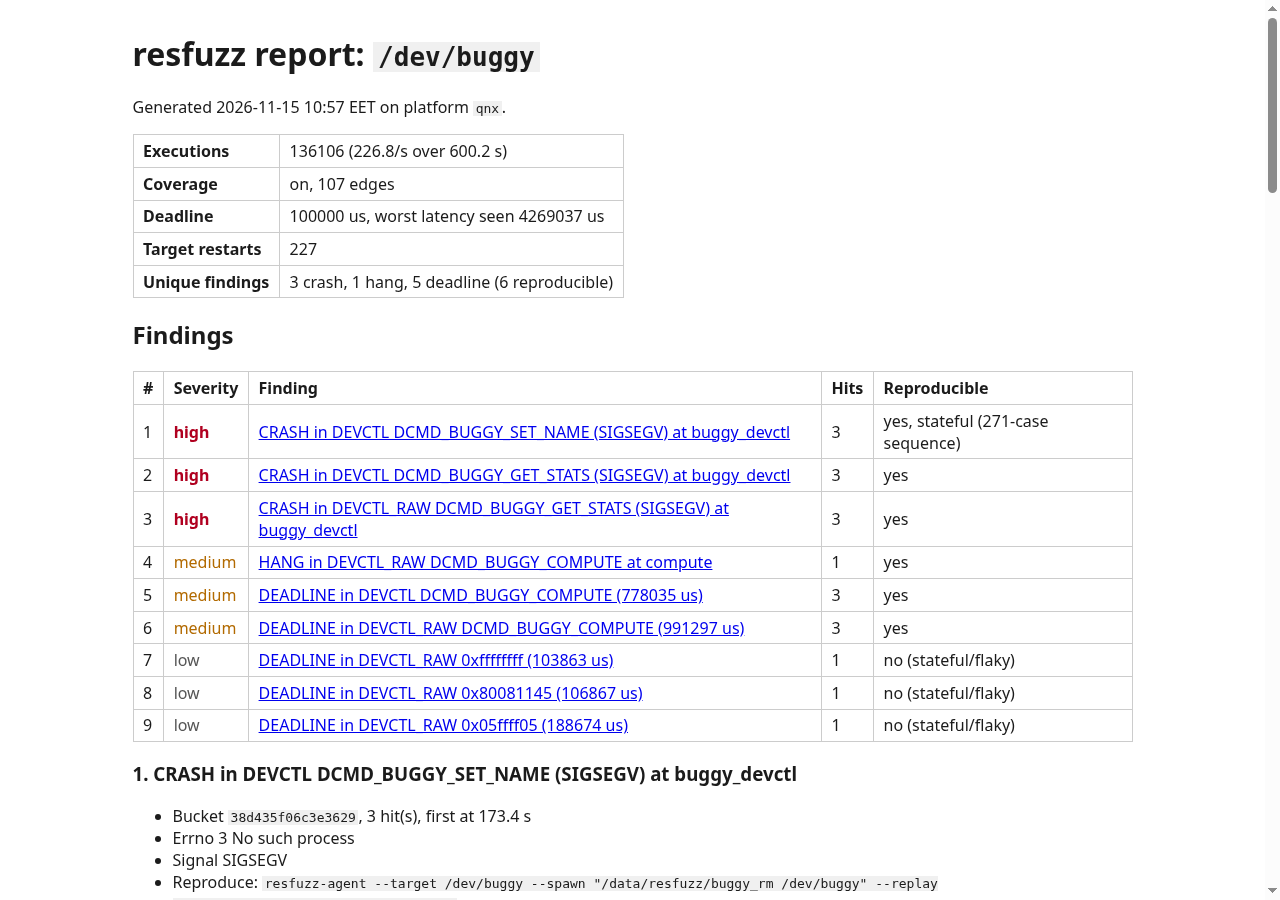 resfuzz report: /dev/buggy
Generated 2026-11-15 10:57 EET on platform qnx.
Executions 136106 (226.8/s over 600.2 s)
Coverage on, 107 edges
Deadline 100000 us, worst latency seen 4269037 us
Target restarts 227
Unique findings 3 crash, 1 hang, 5 deadline (6 reproducible)
Findings
# Severity Finding Hits Reproducible
1 high CRASH in DEVCTL DCMD_BUGGY_SET_NAME (SIGSEGV) at buggy_devctl 3 yes, stateful (271-case
sequence)
2 high CRASH in DEVCTL DCMD_BUGGY_GET_STATS (SIGSEGV) at buggy_devctl 3 yes
3 high CRASH in DEVCTL_RAW DCMD_BUGGY_GET_STATS (SIGSEGV) at
buggy_devctl 3 yes
4 medium HANG in DEVCTL_RAW DCMD_BUGGY_COMPUTE at compute 1 yes
5 medium DEADLINE in DEVCTL DCMD_BUGGY_COMPUTE (778035 us) 3 yes
6 medium DEADLINE in DEVCTL_RAW DCMD_BUGGY_COMPUTE (991297 us) 3 yes
7 low DEADLINE in DEVCTL_RAW 0xffffffff (103863 us) 1 no (stateful/flaky)
8 low DEADLINE in DEVCTL_RAW 0x80081145 (106867 us) 1 no (stateful/flaky)
9 low DEADLINE in DEVCTL_RAW 0x05ffff05 (188674 us) 1 no (stateful/flaky)
1. CRASH in DEVCTL DCMD_BUGGY_SET_NAME (SIGSEGV) at buggy_devctl
Bucket 38d435f06c3e3629, 3 hit(s), first at 173.4 s
Errno 3 No such process
Signal SIGSEGV
Reproduce: resfuzz-agent --target /dev/buggy --spawn "/data/resfuzz/buggy_rm /dev/buggy" --replay